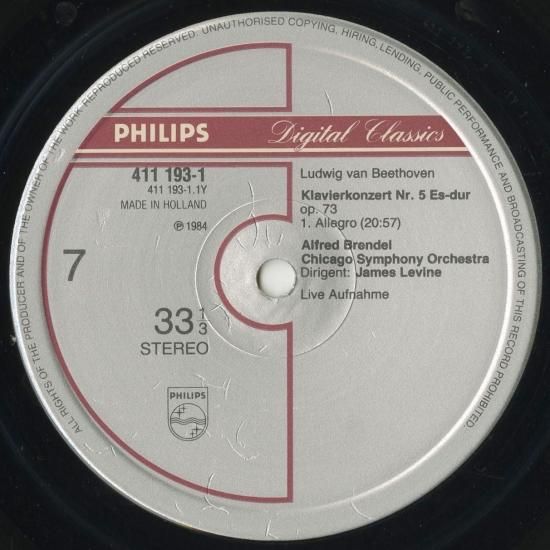 ALL RIGHTS OF THE PRODUCER AND OF THE OWNER OF THE WORK REPRODUCED RESERVED. UNAUTHORISED COPYING, HIRING, LENDING, PUBLIC PERFORMANCE AND BROADCASTING OF THIS RECORD PROHIBITED.
PHILIPS
Digital Classics
411 193-1
411 193-1.1Y
MADE IN HOLLAND
℗ 1984
7
33 1/3
STEREO
PHILIPS
Ludwig van Beethoven
Klavierkonzert Nr. 5 Es-dur
op. 73
1. Allegro (20:57)
Alfred Brendel
Chicago Symphony Orchestra
Dirigent: James Levine
Live Aufnahme